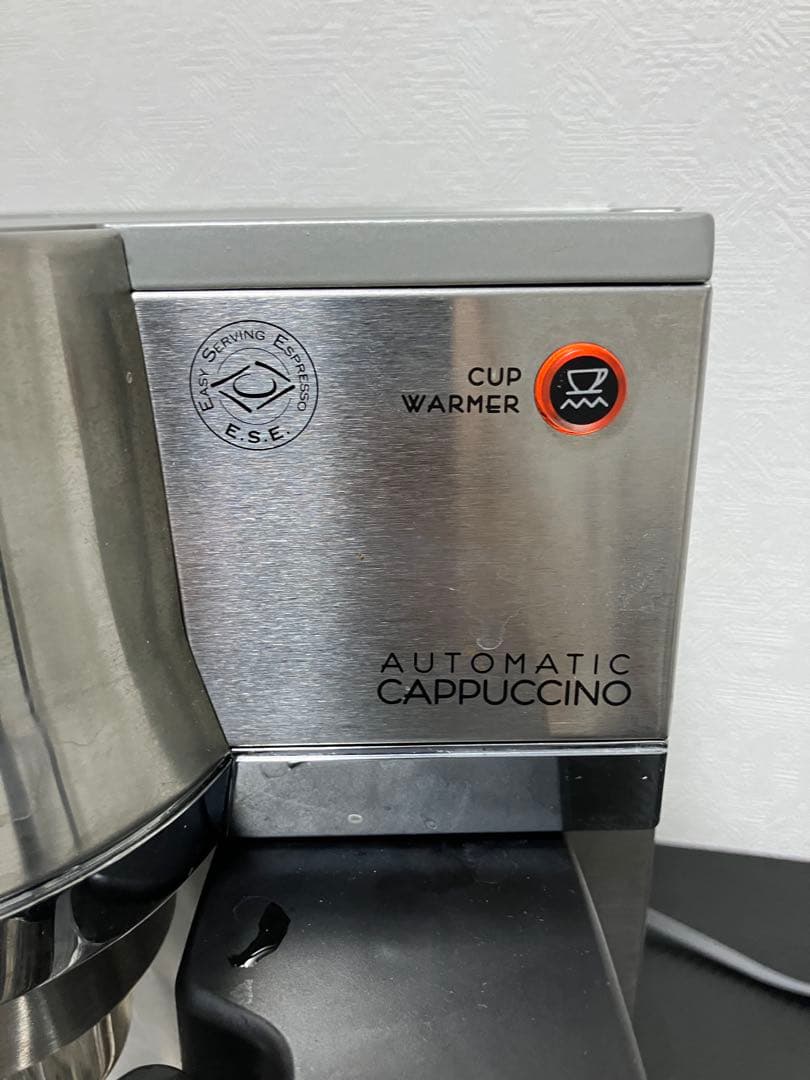 EASY SERVING ESPRESSO
E.S.E.
CUP
WARMER
AUTOMATIC
CAPPUCCINO